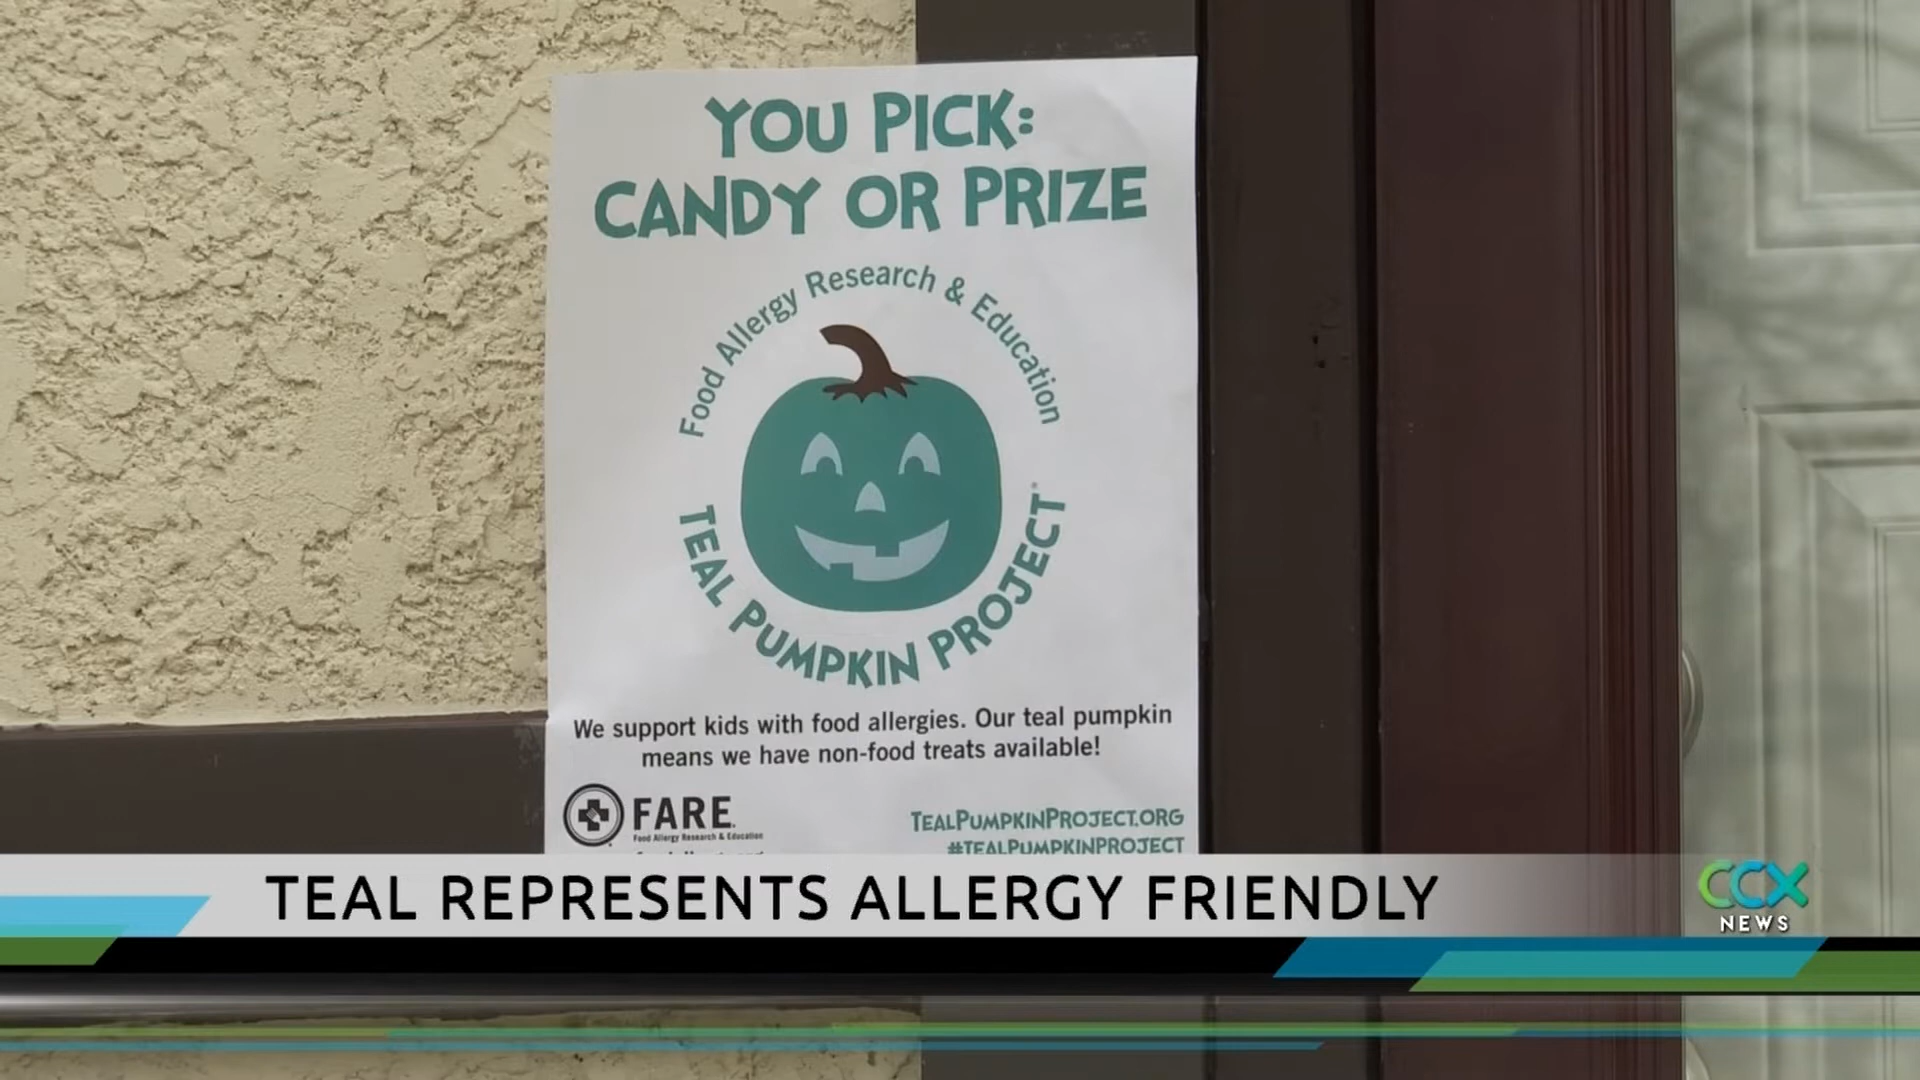 YOU PICK:
CANDY OR PRIZE
Food Allergy Research & Education
TEAL PUMPKIN PROJECT®
We support kids with food allergies. Our teal pumpkin
means we have non-food treats available!
FARE
Food Allergy Research & Education
TEALPUMPKINPROJECT.ORG
#TEALPUMPKINPROJECT
TEAL REPRESENTS ALLERGY FRIENDLY
CCX
NEWS